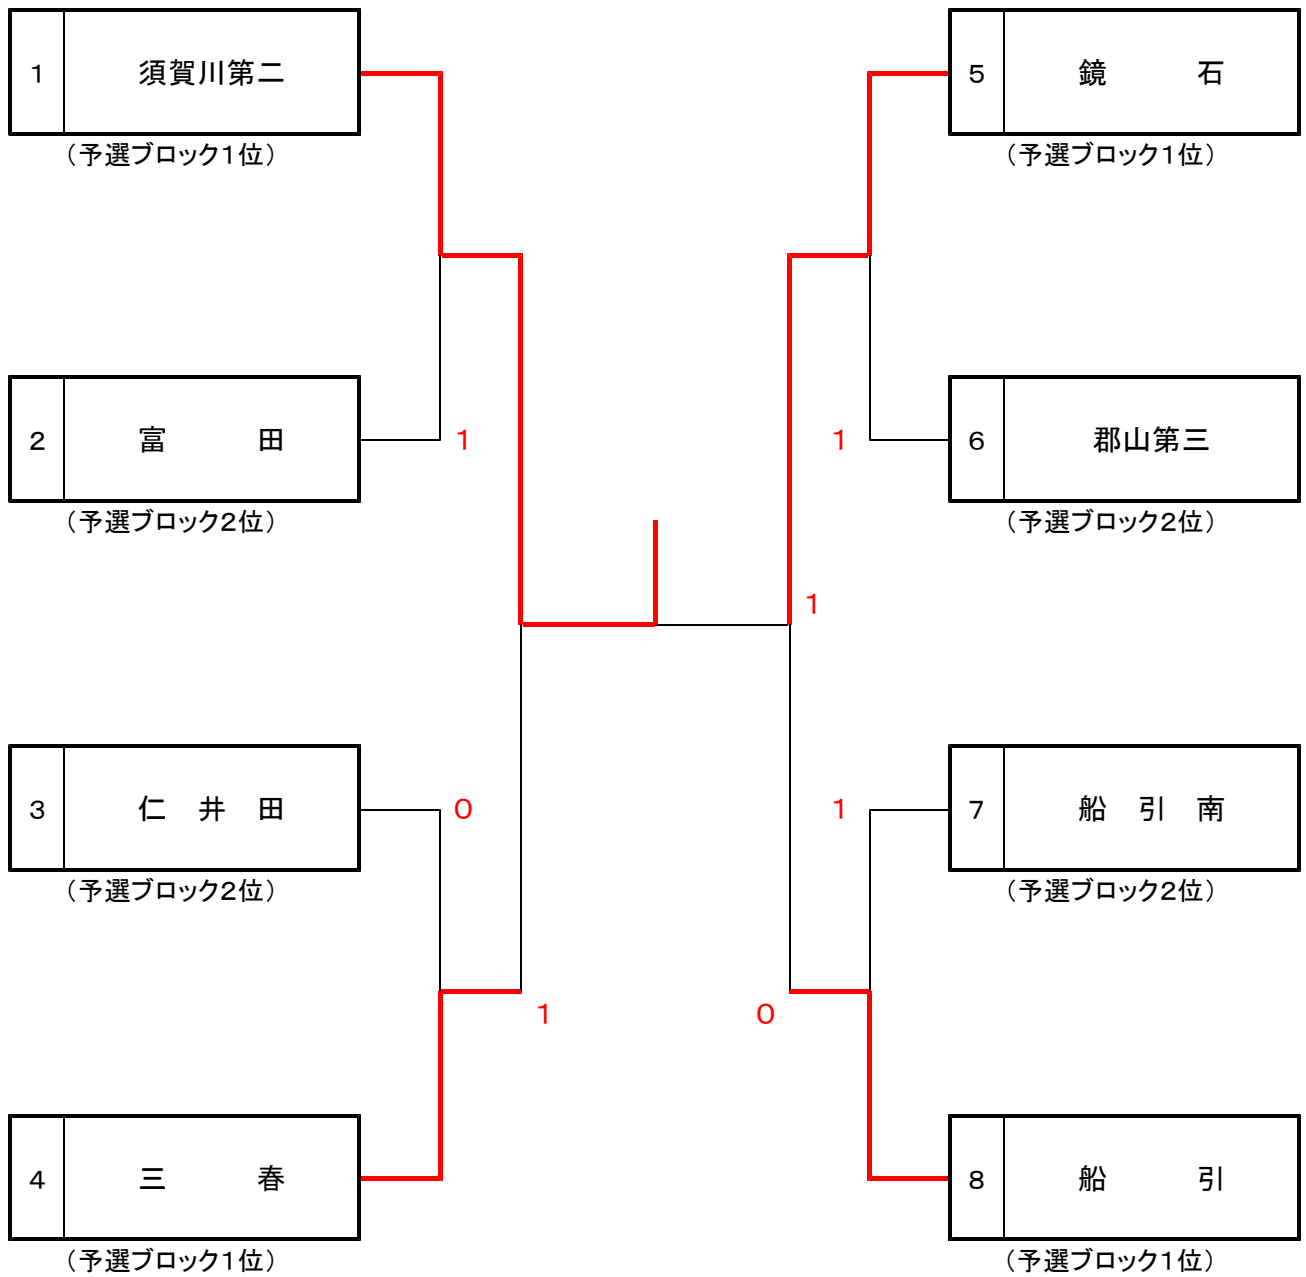 １ 須賀川第二
（予選ブロック１位）
２ 富　　　田
１
（予選ブロック２位）
３ 仁　井　田
０
（予選ブロック２位）
１
４ 三　　　春
（予選ブロック１位）
５ 鏡　　　石
（予選ブロック１位）
１
６ 郡山第三
（予選ブロック２位）
１
１
７ 船　引　南
（予選ブロック２位）
０
８ 船　　　引
（予選ブロック１位）